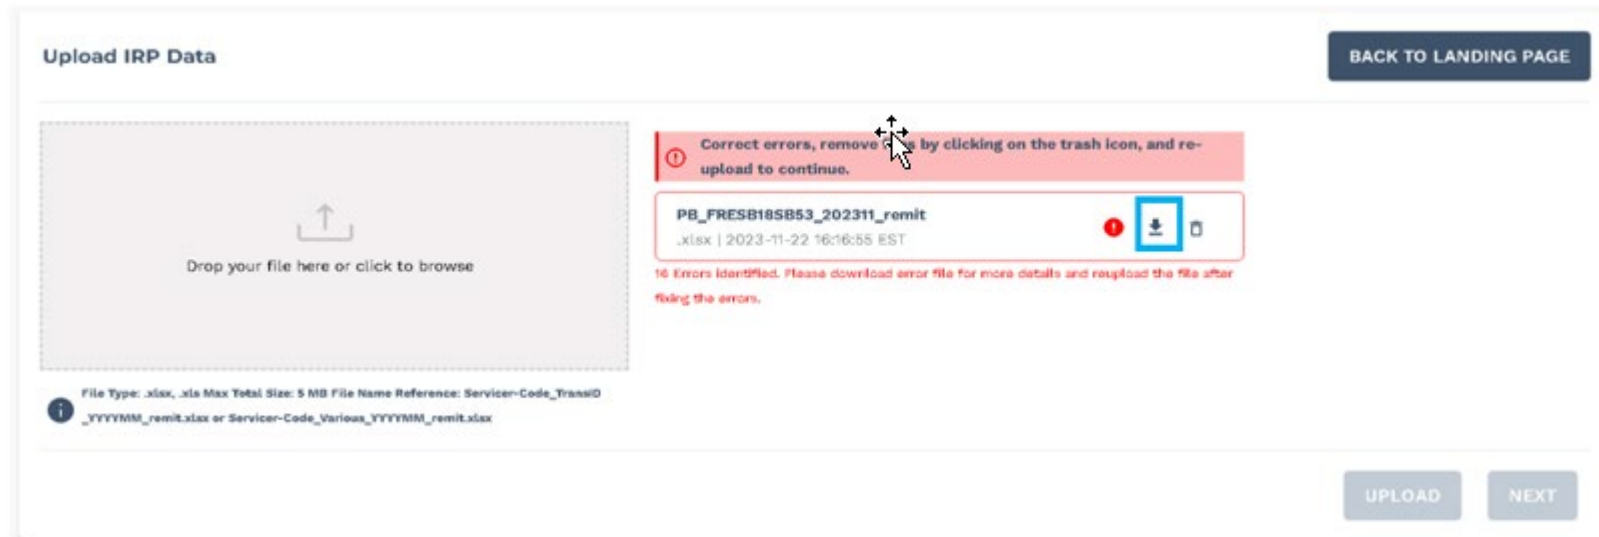 Upload IRP Data
BACK TO LANDING PAGE
Correct errors, remove by clicking on the trash icon, and re-
upload to continue.
PB_FRESB18SB53_202311_remit
.xlsx | 2023-11-22 16:16:55 EST
Drop your file here or click to browse
16 Errors identified. Please download error file for more details and reupload the file after
fixing the errors.
File Type: .xlsx, .xls Max Total Size: 5 MB File Name Reference: Servicer-Code_TransID
_YYYYMM_remit.xlsx or Servicer-Code_Various_YYYYMM_remit.xlsx
UPLOAD
NEXT